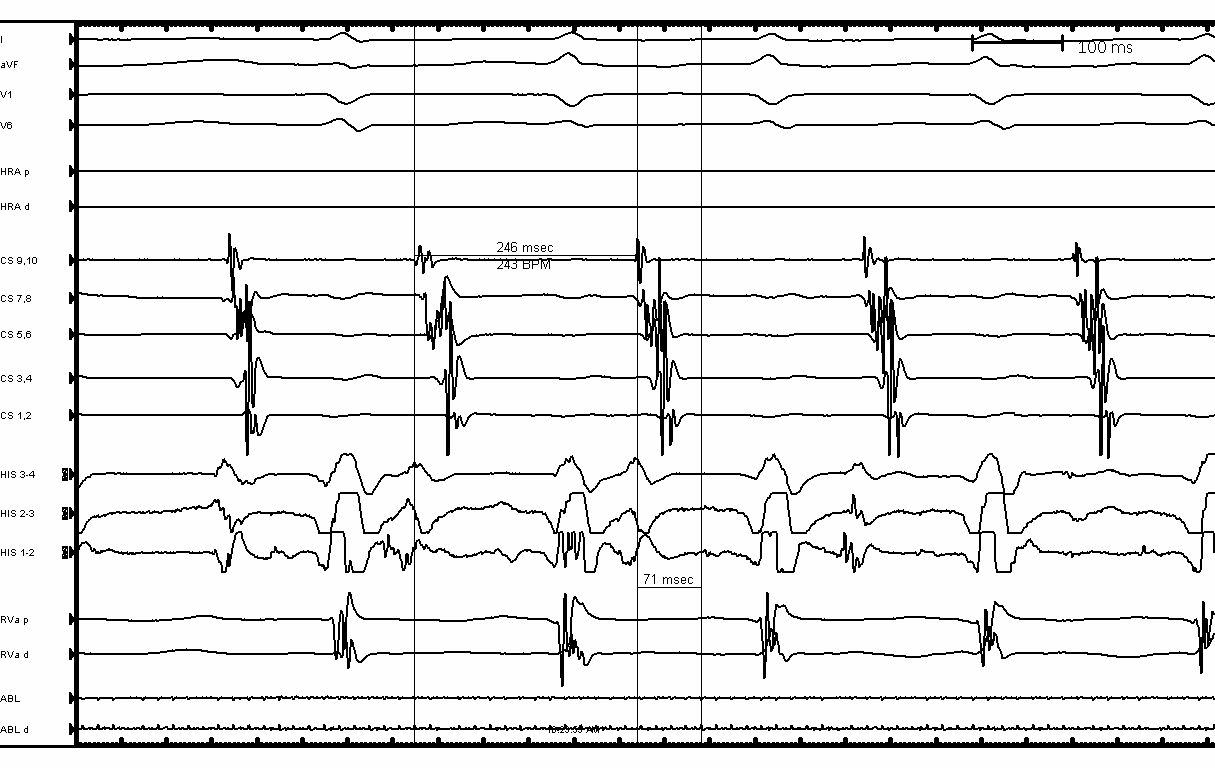 I
100 ms
aVF
V1
V6
HRA p
HRA d
246 msec
CS 9,10
243 BPM
CS 7,8
CS 5,6
CS 3,4
CS 1,2
HIS 3-4
HIS 2-3
HIS 1-2
71 msec
RVa p
RVa d
ABL
ABL d